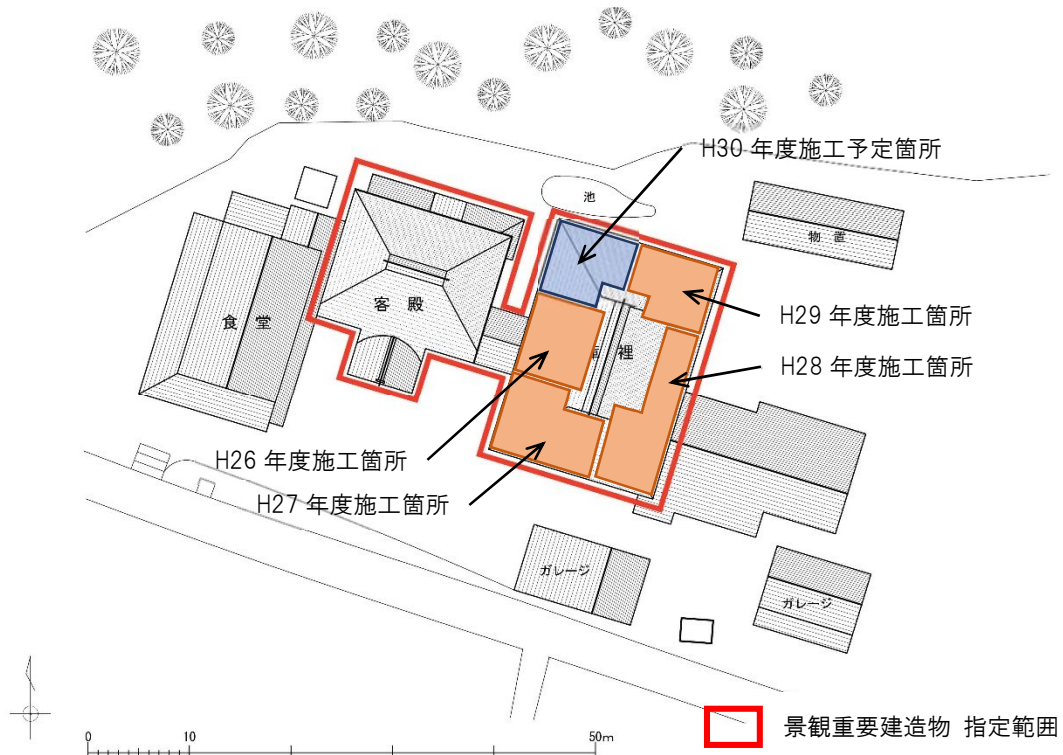 H30 年度施工予定箇所
池
物置
客殿
食堂
H29 年度施工箇所
裡
H28 年度施工箇所
H26 年度施工箇所
H27 年度施工箇所
ガレージ
ガレージ
0 10 50m
景観重要建造物 指定範囲